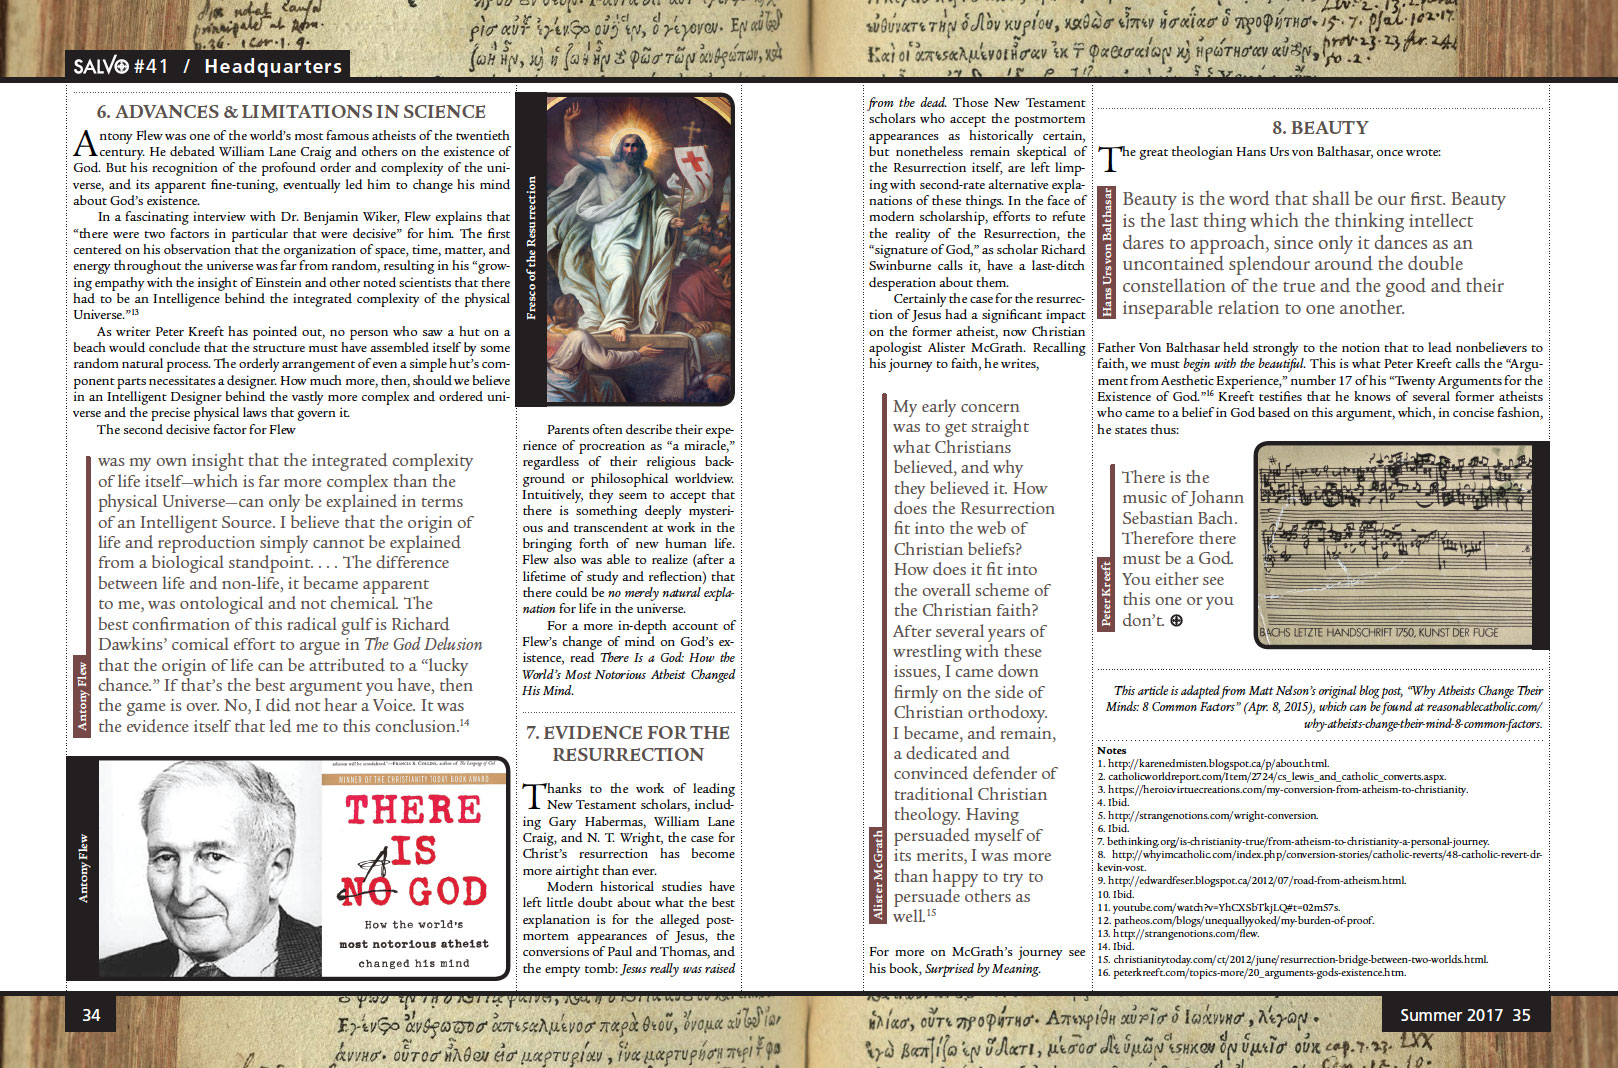 SALVO #41 / Headquarters
6. ADVANCES & LIMITATIONS IN SCIENCE
Antony Flew was one of the world's most famous atheists of the twentieth
century. He debated William Lane Craig and others on the existence of
God. But his recognition of the profound order and complexity of the uni-
verse, and its apparent fine-tuning, eventually led him to change his mind
about God's existence.
In a fascinating interview with Dr. Benjamin Wiker, Flew explains that
"there were two factors in particular that were decisive" for him. The first
centered on his observation that the organization of space, time, matter, and
energy throughout the universe was far from random, resulting in his "grow-
ing empathy with the insight of Einstein and other noted scientists that there
had to be an Intelligence behind the integrated complexity of the physical
Universe."13
As writer Peter Kreeft has pointed out, no person who saw a hut on a
beach would conclude that the structure must have assembled itself by some
random natural process. The orderly arrangement of even a simple hut's com-
ponent parts necessitates a designer. How much more, then, should we believe
in an Intelligent Designer behind the vastly more complex and ordered uni-
verse and the precise physical laws that govern it.
The second decisive factor for Flew
was my own insight that the integrated complexity
of life itself—which is far more complex than the
physical Universe—can only be explained in terms
of an Intelligent Source. I believe that the origin of
life and reproduction simply cannot be explained
from a biological standpoint. . . . The difference
between life and non-life, it became apparent
to me, was ontological and not chemical. The
best confirmation of this radical gulf is Richard
Dawkins' comical effort to argue in The God Delusion
that the origin of life can be attributed to a "lucky
chance." If that's the best argument you have, then
the game is over. No, I did not hear a Voice. It was
the evidence itself that led me to this conclusion.14
Antony Flew
Antony Flew
WINNER OF THE CHRISTIANITY TODAY BOOK AWARD
THERE
IS
A
NO GOD
How the world's
most notorious atheist
changed his mind
Fresco of the Resurrection
Parents often describe their expe-
rience of procreation as "a miracle,"
regardless of their religious back-
ground or philosophical worldview.
Intuitively, they seem to accept that
there is something deeply mysteri-
ous and transcendent at work in the
bringing forth of new human life.
Flew also was able to realize (after a
lifetime of study and reflection) that
there could be no merely natural expla-
nation for life in the universe.
For a more in-depth account of
Flew's change of mind on God's ex-
istence, read There Is a God: How the
World's Most Notorious Atheist Changed
His Mind.
7. EVIDENCE FOR THE
RESURRECTION
Thanks to the work of leading
New Testament scholars, includ-
ing Gary Habermas, William Lane
Craig, and N. T. Wright, the case for
Christ's resurrection has become
more airtight than ever.
Modern historical studies have
left little doubt about what the best
explanation is for the alleged post-
mortem appearances of Jesus, the
conversions of Paul and Thomas, and
the empty tomb: Jesus really was raised
34
from the dead. Those New Testament
scholars who accept the postmortem
appearances as historically certain,
but nonetheless remain skeptical of
the Resurrection itself, are left limp-
ing with second-rate alternative expla-
nations of these things. In the face of
modern scholarship, efforts to refute
the reality of the Resurrection, the
"signature of God," as scholar Richard
Swinburne calls it, have a last-ditch
desperation about them.
Certainly the case for the resurrec-
tion of Jesus had a significant impact
on the former atheist, now Christian
apologist Alister McGrath. Recalling
his journey to faith, he writes,
My early concern
was to get straight
what Christians
believed, and why
they believed it. How
does the Resurrection
fit into the web of
Christian beliefs?
How does it fit into
the overall scheme of
the Christian faith?
After several years of
wrestling with these
issues, I came down
firmly on the side of
Christian orthodoxy.
I became, and remain,
a dedicated and
convinced defender of
traditional Christian
theology. Having
persuaded myself of
its merits, I was more
than happy to try to
persuade others as
well.15
Alister McGrath
For more on McGrath's journey see
his book, Surprised by Meaning.
8. BEAUTY
The great theologian Hans Urs von Balthasar, once wrote:
Hans Urs von Balthasar
Beauty is the word that shall be our first. Beauty
is the last thing which the thinking intellect
dares to approach, since only it dances as an
uncontained splendour around the double
constellation of the true and the good and their
inseparable relation to one another.
Father Von Balthasar held strongly to the notion that to lead nonbelievers to
faith, we must begin with the beautiful. This is what Peter Kreeft calls the "Argu-
ment from Aesthetic Experience," number 17 of his "Twenty Arguments for the
Existence of God."16 Kreeft testifies that he knows of several former atheists
who came to a belief in God based on this argument, which, in concise fashion,
he states thus:
Peter Kreeft
There is the
music of Johann
Sebastian Bach.
Therefore there
must be a God.
You either see
this one or you
don't.
BACHS LETZTE HANDSCHRIFT 1750, KUNST DER FUGE
This article is adapted from Matt Nelson's original blog post, "Why Atheists Change Their
Minds: 8 Common Factors" (Apr. 8, 2015), which can be found at reasonablecatholic.com/
why-atheists-change-their-mind-8-common-factors.
Notes
1. http://karenedmisten.blogspot.ca/p/about.html.
2. catholicworldreport.com/Item/2724/cs_lewis_and_catholic_converts.aspx.
3. https://heroicvirtuecreations.com/my-conversion-from-atheism-to-christianity.
4. Ibid.
5. http://strangenotions.com/wright-conversion.
6. Ibid.
7. bethinking.org/is-christianity-true/from-atheism-to-christianity-a-personal-journey.
8. http://whyimcatholic.com/index.php/conversion-stories/catholic-reverts/48-catholic-revert-dr-
kevin-vost.
9. http://edwardfeser.blogspot.ca/2012/07/road-from-atheism.html.
10. Ibid.
11. youtube.com/watch?v=YhCXSbTkjLQ#t=02m57s.
12. patheos.com/blogs/unequallyyoked/my-burden-of-proof.
13. http://strangenotions.com/flew.
14. Ibid.
15. christianitytoday.com/ct/2012/june/resurrection-bridge-between-two-worlds.html.
16. peterkreeft.com/topics-more/20_arguments-gods-existence.htm.
Summer 2017 35